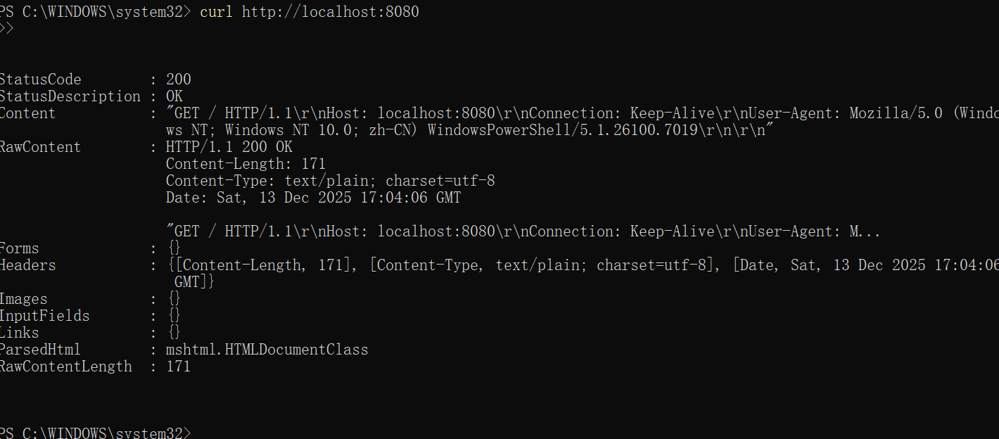 PS C:\WINDOWS\system32> curl http://localhost:8080
>>
StatusCode        : 200
StatusDescription : OK
Content           : "GET / HTTP/1.1\r\nHost: localhost:8080\r\nConnection: Keep-Alive\r\nUser-Agent: Mozilla/5.0 (Windo
                    ws NT; Windows NT 10.0; zh-CN) WindowsPowerShell/5.1.26100.7019\r\n\r\n"
RawContent        : HTTP/1.1 200 OK
                    Content-Length: 171
                    Content-Type: text/plain; charset=utf-8
                    Date: Sat, 13 Dec 2025 17:04:06 GMT
                    "GET / HTTP/1.1\r\nHost: localhost:8080\r\nConnection: Keep-Alive\r\nUser-Agent: M...
Forms             : {}
Headers           : {[Content-Length, 171], [Content-Type, text/plain; charset=utf-8], [Date, Sat, 13 Dec 2025 17:04:06
                     GMT]}
Images            : {}
InputFields       : {}
Links             : {}
ParsedHtml        : mshtml.HTMLDocumentClass
RawContentLength  : 171
PS C:\WINDOWS\system32>